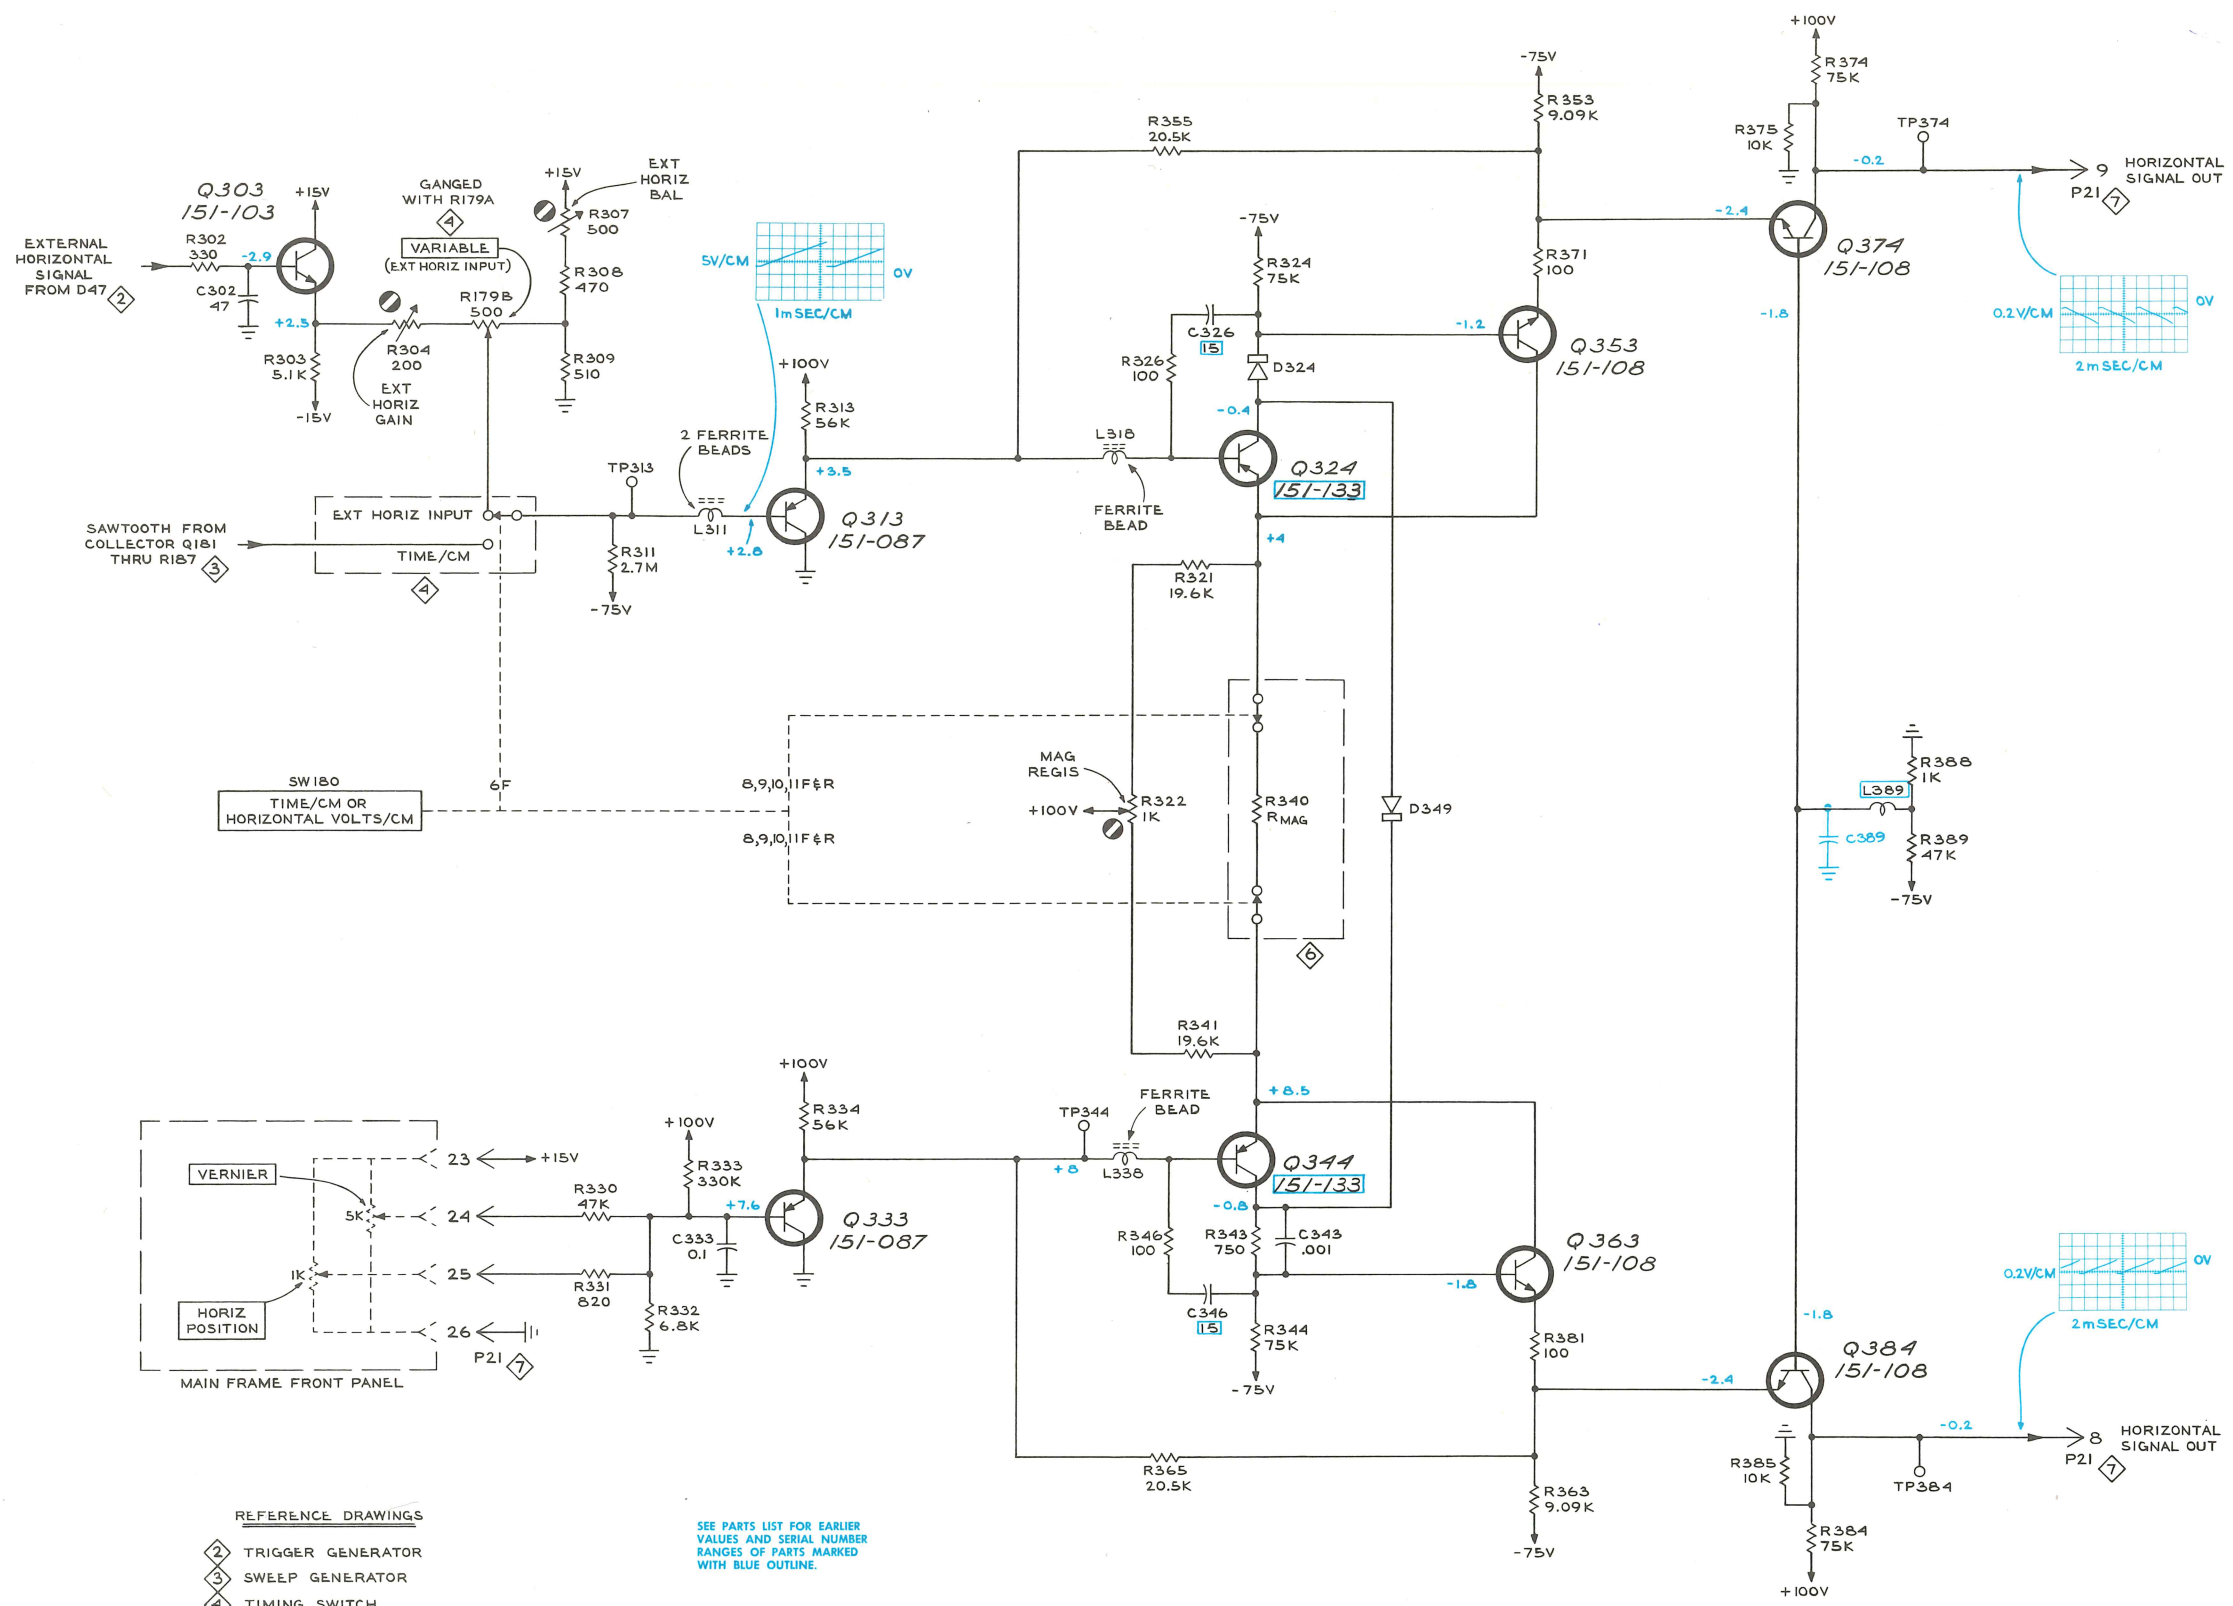 EXTERNAL
HORIZONTAL
SIGNAL
FROM D47
2
R302
330
-2.9
C302
47
Q303
151-103
+15V
+2.5
R303
5.1K
-15V
R304
200
EXT
HORIZ
GAIN
GANGED
WITH R179A
4
VARIABLE
(EXT HORIZ INPUT)
R179B
500
+15V
EXT
HORIZ
BAL
R307
500
R308
470
R309
510
5V/CM
0V
1mSEC/CM
SAWTOOTH FROM
COLLECTOR Q181
THRU R187
3
EXT HORIZ INPUT
TIME/CM
4
TP313
R311
2.7M
-75V
2 FERRITE
BEADS
L311
+2.8
+100V
R313
56K
+3.5
Q313
151-087
R355
20.5K
-75V
R353
9.09K
R371
100
-75V
R324
75K
C326
15
R326
100
D324
-0.4
-1.2
Q353
151-108
L318
FERRITE
BEAD
Q324
151-133
+4
R321
19.6K
+100V
R374
75K
R375
10K
TP374
-0.2
9
P21
7
HORIZONTAL
SIGNAL OUT
-2.4
Q374
151-108
-1.8
0.2V/CM
0V
2mSEC/CM
SW180
TIME/CM OR
HORIZONTAL VOLTS/CM
6F
8,9,10,11F&R
8,9,10,11F&R
MAG
REGIS
+100V
R322
1K
R340
RMAG
6
D349
L389
R388
1K
C389
R389
47K
-75V
R341
19.6K
+8.5
MAIN FRAME FRONT PANEL
VERNIER
5K
1K
HORIZ
POSITION
23
+15V
24
25
26
P21
7
R330
47K
R331
820
R332
6.8K
+100V
R333
330K
C333
0.1
+7.6
+100V
R334
56K
Q333
151-087
TP344
+8
FERRITE
BEAD
L338
Q344
151-133
-0.8
R346
100
R343
750
C343
.001
C346
15
R344
75K
-75V
-1.8
Q363
151-108
R381
100
-2.4
R365
20.5K
R363
9.09K
-75V
-1.8
Q384
151-108
0.2V/CM
0V
2mSEC/CM
-0.2
8
P21
7
HORIZONTAL
SIGNAL OUT
TP384
R385
10K
R384
75K
+100V
REFERENCE DRAWINGS
2 TRIGGER GENERATOR
3 SWEEP GENERATOR
4 TIMING SWITCH
SEE PARTS LIST FOR EARLIER
VALUES AND SERIAL NUMBER
RANGES OF PARTS MARKED
WITH BLUE OUTLINE.